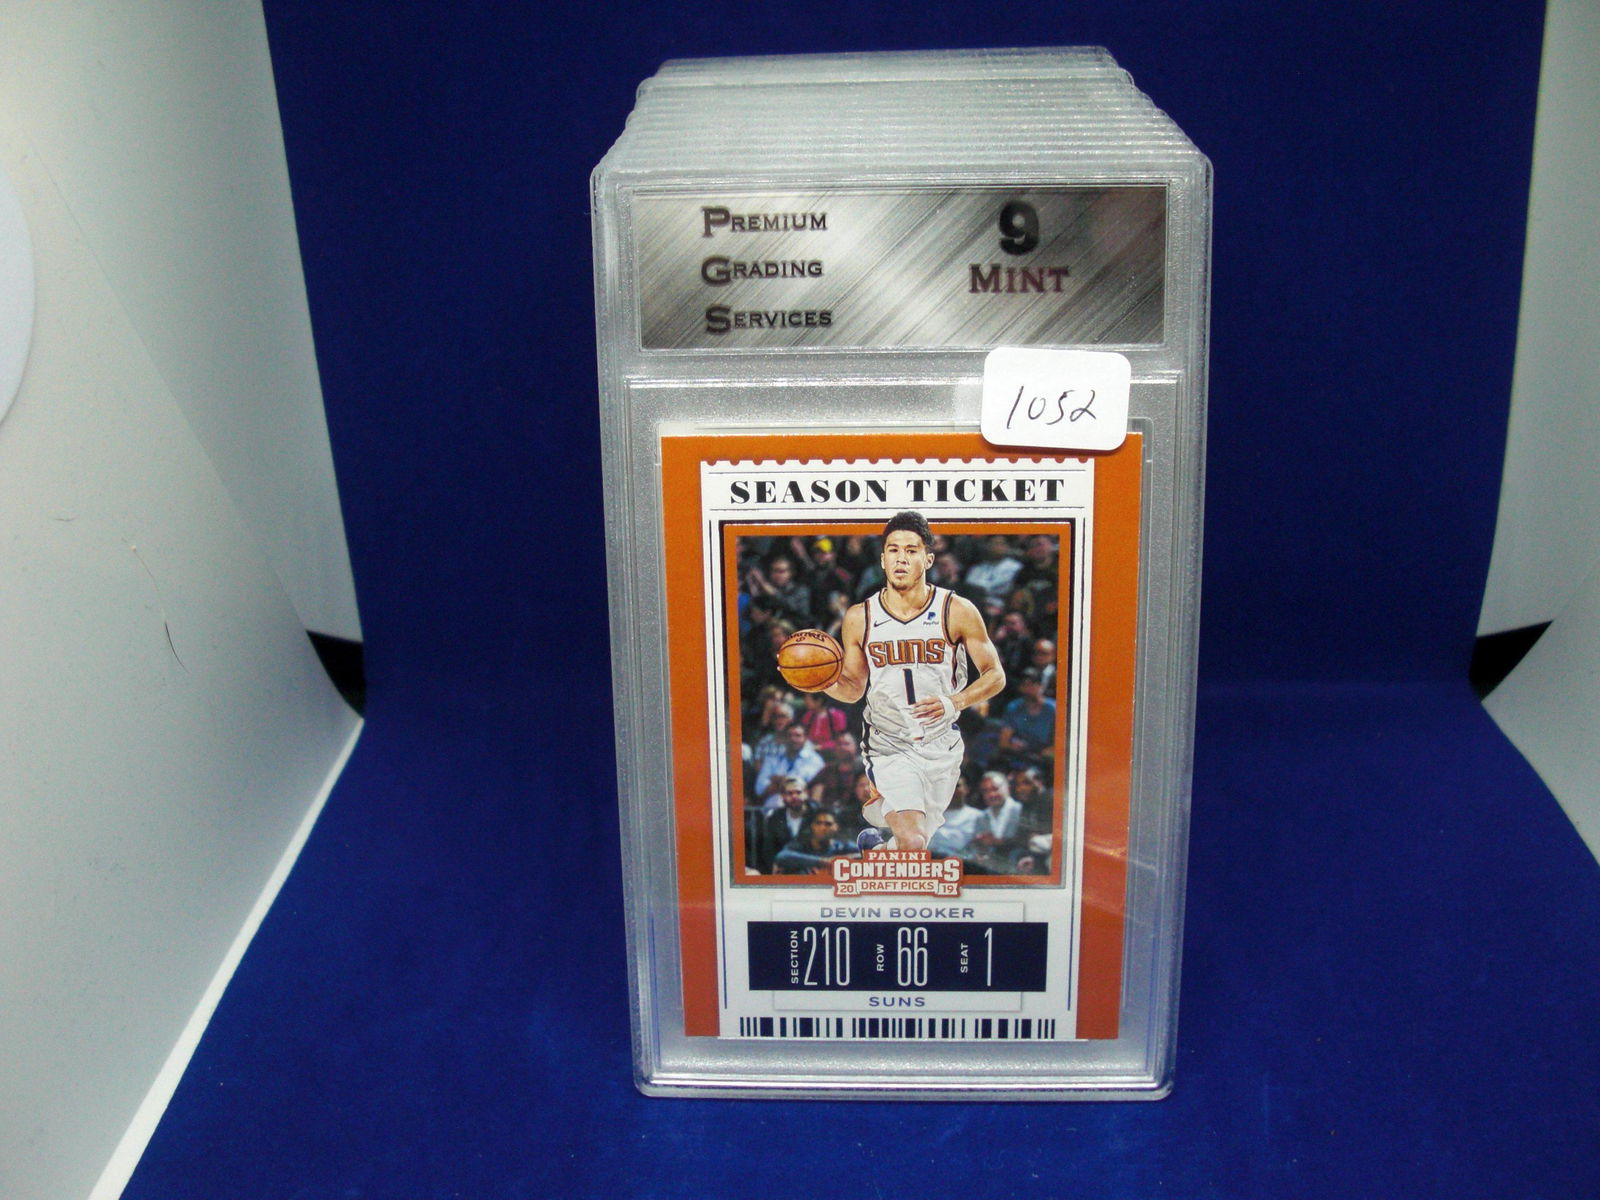 PREMIUM
GRADING
SERVICES
9
MINT
1052
SEASON TICKET
PayPal
SUNS
1
PANINI
CONTENDERS
20 DRAFT PICKS 19
DEVIN BOOKER
SECTION 210 ROW 66 SEAT 1
SUNS